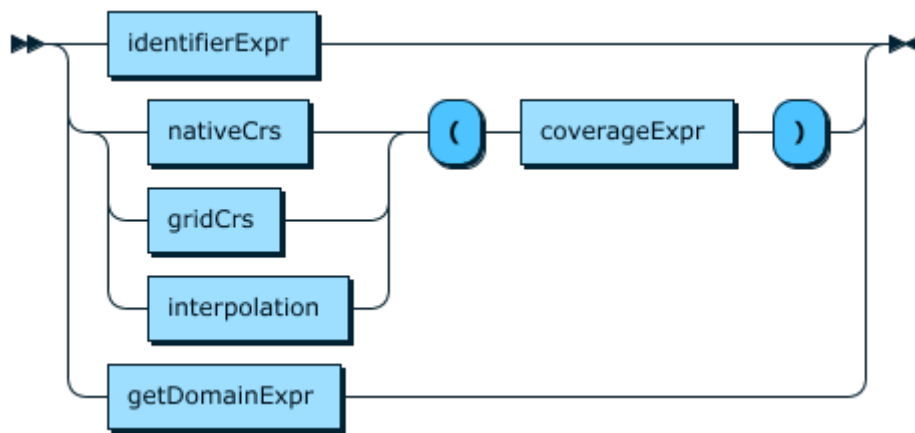 identifierExpr
nativeCrs ( coverageExpr )
gridCrs
interpolation
getDomainExpr